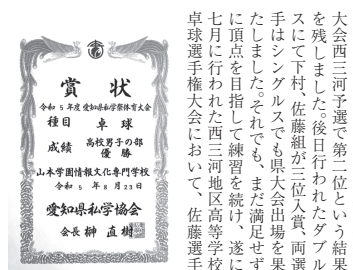 大会西三河予選で第二位という結果
を残しました。後日行われたダブル
スにて下村、佐藤組が三位入賞、両選
手はシングルスでも県大会出場を果
たしました。それでも、まだ満足せず
に頂点を目指して練習を続け、遂に
七月に行われた西三河地区高等学校
卓球選手権大会において、佐藤選手
賞状
令和5年度愛知県私学祭体育大会
種目 卓球
成績 高校男子の部
優勝
山本学園情報文化専門学校
令和5年8月23日
愛知県私学協会
会長 榊 直樹